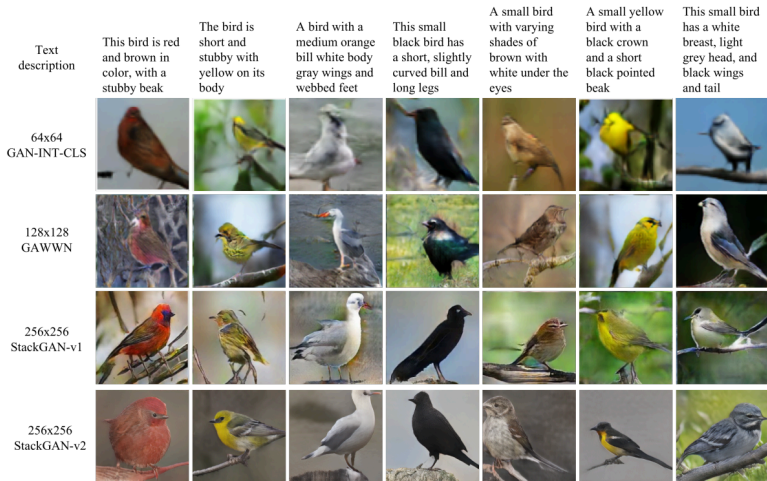 Text
description
This bird is red
and brown in
color, with a
stubby beak
The bird is
short and
stubby with
yellow on its
body
A bird with a
medium orange
bill white body
gray wings and
webbed feet
This small
black bird has
a short, slightly
curved bill and
long legs
A small bird
with varying
shades of
brown with
white under the
eyes
A small yellow
bird with a
black crown
and a short
black pointed
beak
This small bird
has a white
breast, light
grey head, and
black wings
and tail
64x64
GAN-INT-CLS
128x128
GAWWN
256x256
StackGAN-v1
256x256
StackGAN-v2